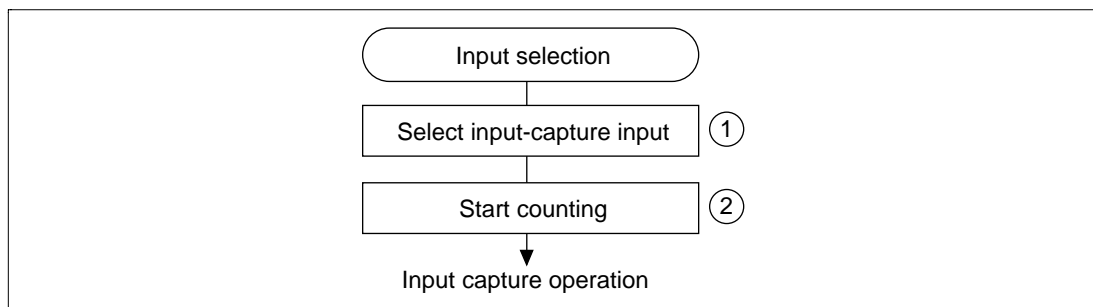 Input selection
Select input-capture input
1
Start counting
2
Input capture operation